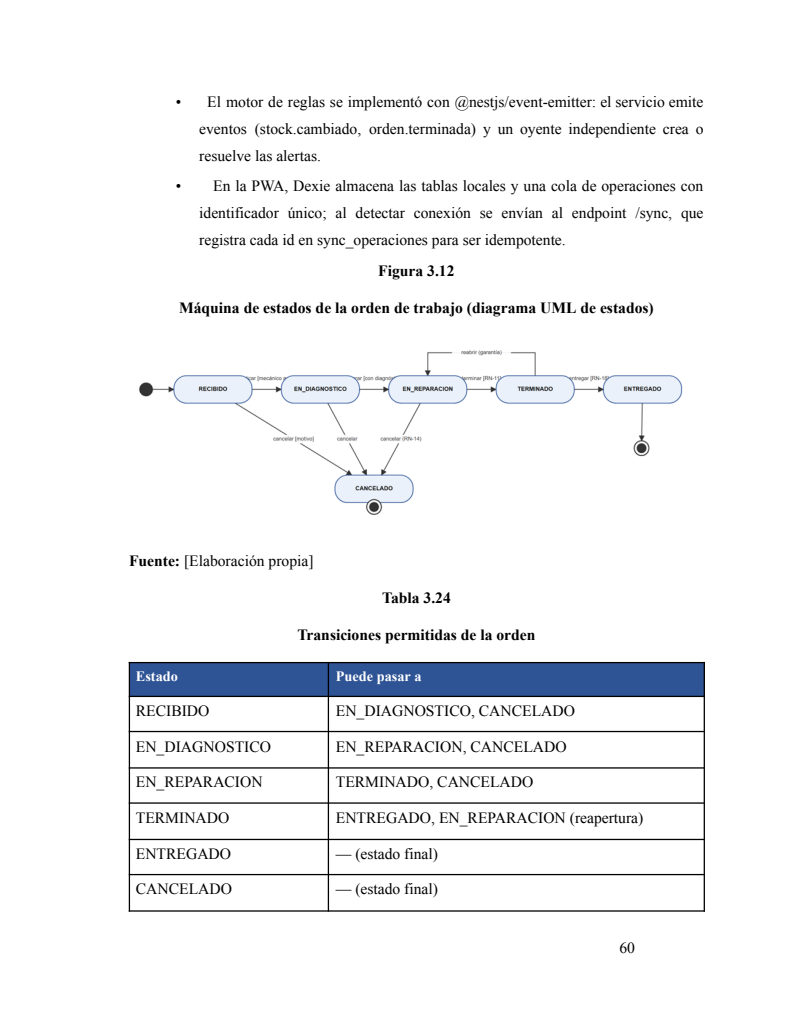 • El motor de reglas se implementó con @nestjs/event-emitter: el servicio emite
eventos (stock.cambiado, orden.terminada) y un oyente independiente crea o
resuelve las alertas.
• En la PWA, Dexie almacena las tablas locales y una cola de operaciones con
identificador único; al detectar conexión se envían al endpoint /sync, que
registra cada id en sync_operaciones para ser idempotente.
Figura 3.12
Máquina de estados de la orden de trabajo (diagrama UML de estados)
reabrir (garantía)
[mecánico
[con
[RN-11]
entregar
RECIBIDO
EN_DIAGNOSTICO
EN_REPARACION
TERMINADO
ENTREGADO
cancelar [motivo]
cancelar
cancelar (RN-14)
CANCELADO
Fuente: [Elaboración propia]
Tabla 3.24
Transiciones permitidas de la orden
Estado Puede pasar a
RECIBIDO EN_DIAGNOSTICO, CANCELADO
EN_DIAGNOSTICO EN_REPARACION, CANCELADO
EN_REPARACION TERMINADO, CANCELADO
TERMINADO ENTREGADO, EN_REPARACION (reapertura)
ENTREGADO — (estado final)
CANCELADO — (estado final)
60